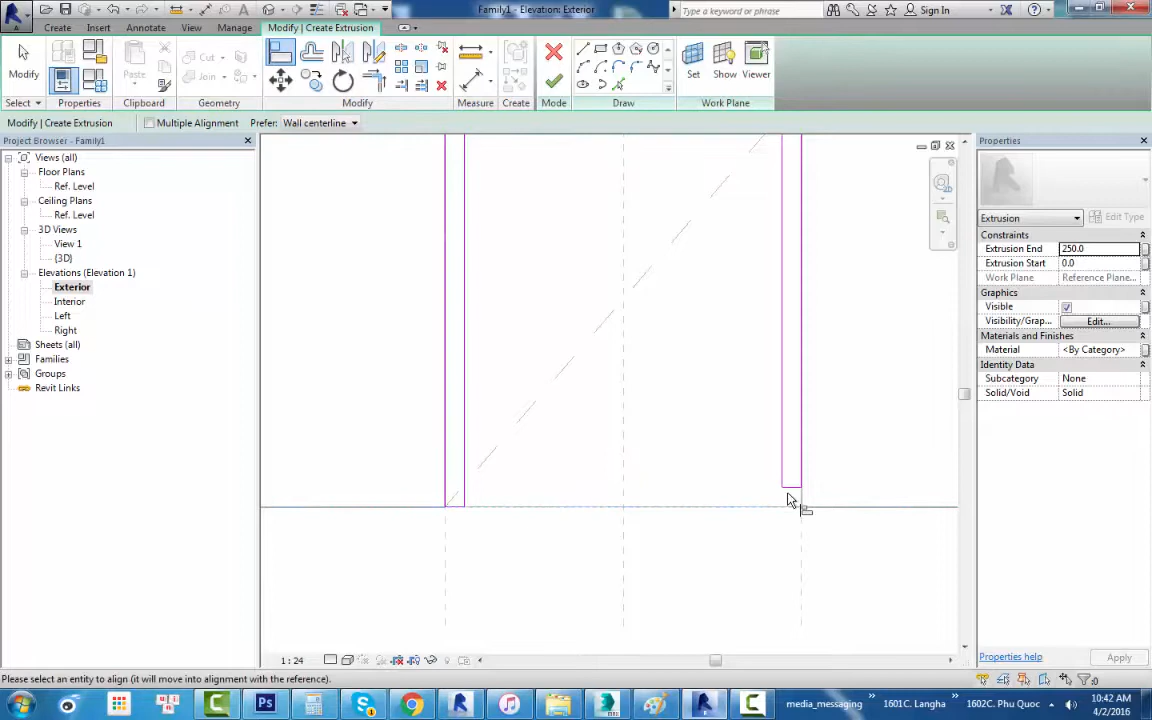 Family1 - Elevation: Exterior
Type a keyword or phrase
Sign In
Create
Insert
Annotate
View
Manage
Modify | Create Extrusion
Modify
Paste
Cut
Join
Set
Show
Viewer
Select
Properties
Clipboard
Geometry
Modify
Measure
Create
Mode
Draw
Work Plane
Modify | Create Extrusion
Multiple Alignment
Prefer:
Wall centerline
Project Browser - Family1
Properties
Views (all)
Floor Plans
Ref. Level
Ceiling Plans
Ref. Level
3D Views
View 1
{3D}
Elevations (Elevation 1)
Exterior
Interior
Left
Right
Sheets (all)
Families
Groups
Revit Links
Extrusion
Edit Type
Constraints
Extrusion End
250.0
Extrusion Start
0.0
Work Plane
Reference Plane...
Graphics
Visible
Visibility/Grap...
Edit...
Materials and Finishes
Material
<By Category>
Identity Data
Subcategory
None
Solid/Void
Solid
Properties help
Apply
1 : 24
Please select an entity to align (it will move into alignment with the reference).
:0
media_messaging
1601C. Langha
1602C. Phu Quoc
10:42 AM
4/2/2016